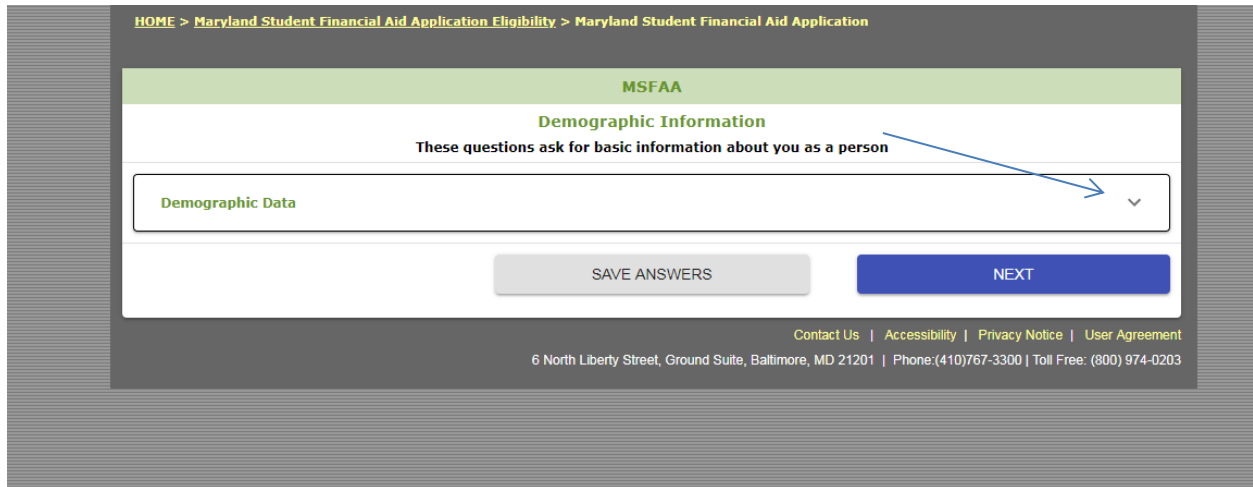 HOME > Maryland Student Financial Aid Application Eligibility > Maryland Student Financial Aid Application
MSFAA
Demographic Information
These questions ask for basic information about you as a person
Demographic Data
SAVE ANSWERS NEXT
Contact Us | Accessibility | Privacy Notice | User Agreement
6 North Liberty Street, Ground Suite, Baltimore, MD 21201 | Phone:(410)767-3300 | Toll Free: (800) 974-0203